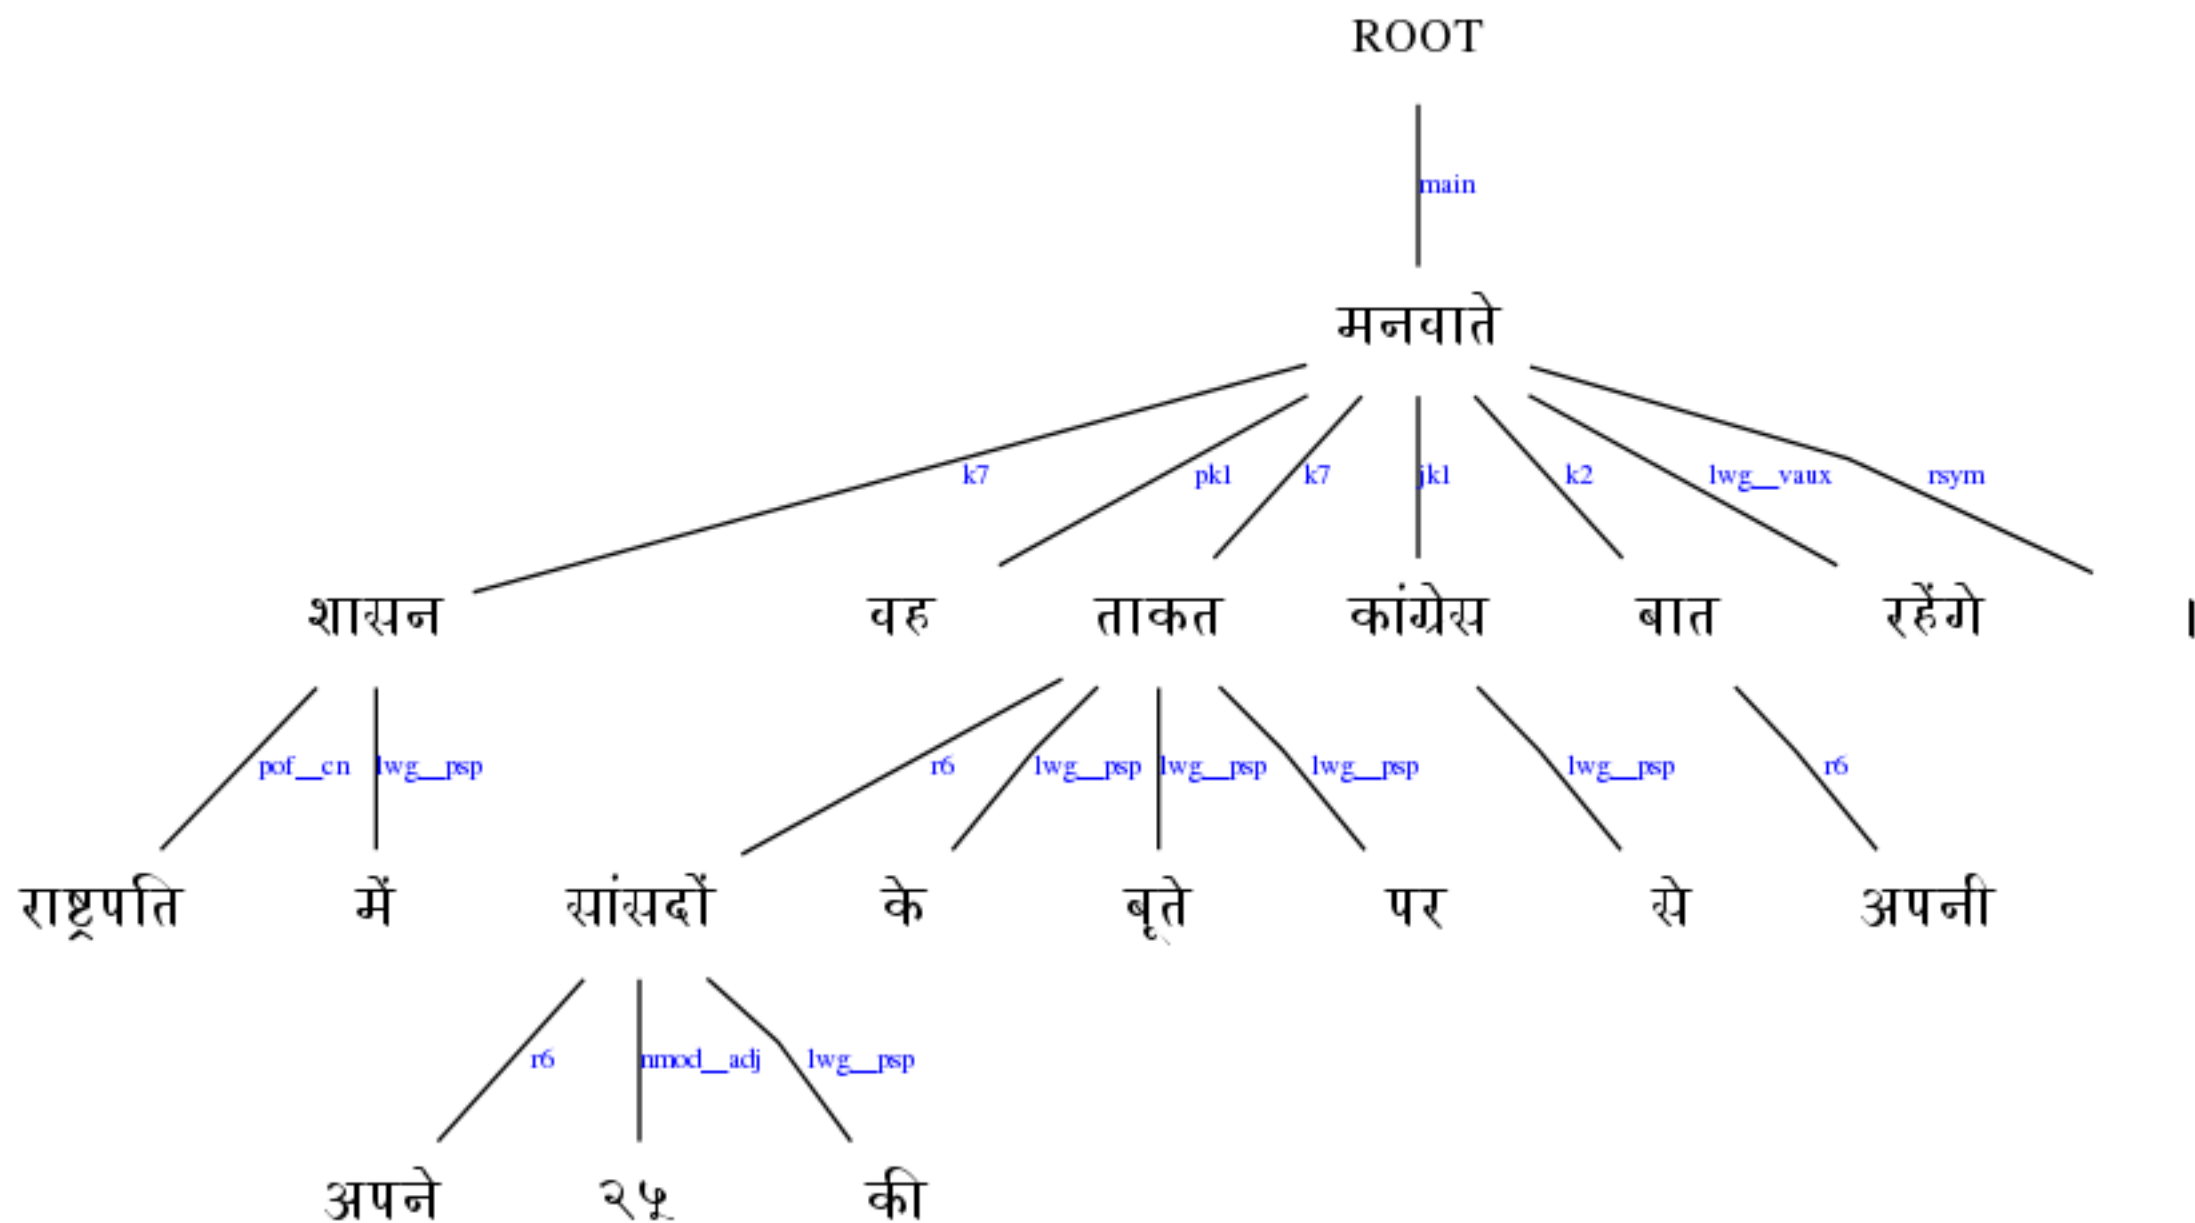 ROOT
main
मनवाते
k7 pk1 k7 jk1 k2 lwg__vaux rsym
शासन वह ताकत कांग्रेस बात रहेंगे ।
pof__cn lwg__psp r6 lwg__psp lwg__psp lwg__psp lwg__psp r6
राष्ट्रपति में सांसदों के बूते पर से अपनी
r6 nmod__adj lwg__psp
अपने २५ की